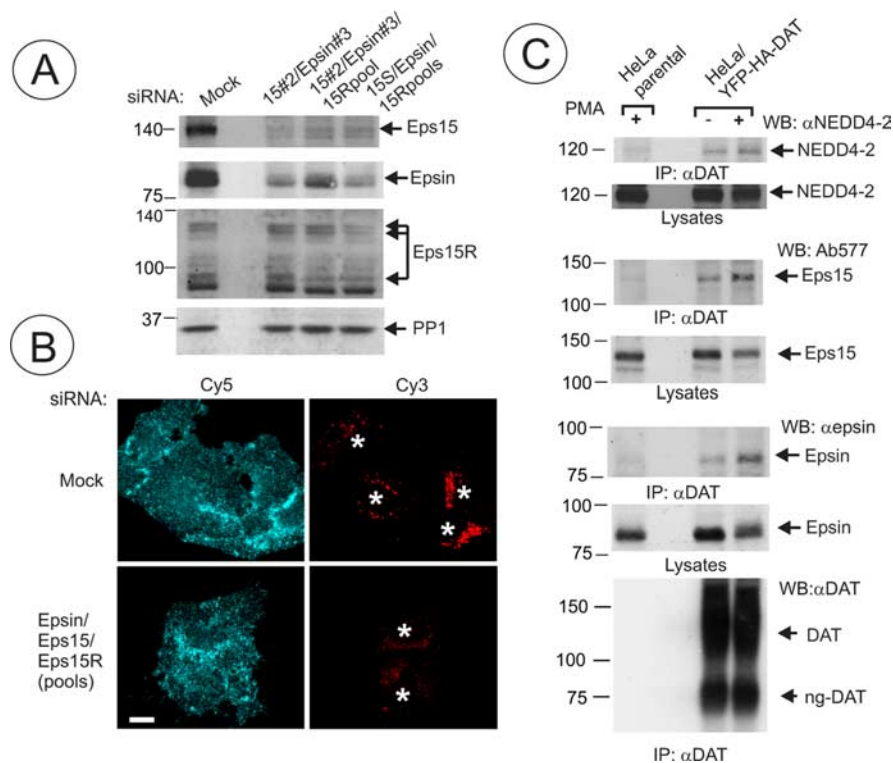 A
siRNA:
Mock
15#2/Epsin#3
15#2/Epsin#3/
15Rpool
15S/Epsin/
15Rpools
140
Eps15
Epsin
75
140
100
Eps15R
37
PP1
B
siRNA:
Cy5
Cy3
Mock
*
*
*
*
Epsin/
Eps15/
Eps15R
(pools)
*
*
C
HeLa
parental
HeLa/
YFP-HA-DAT
PMA
+
-
+
WB: αNEDD4-2
120
NEDD4-2
IP: αDAT
120
NEDD4-2
Lysates
WB: Ab577
150
Eps15
100
IP: αDAT
150
Eps15
100
Lysates
WB: αepsin
100
Epsin
75
IP: αDAT
100
Epsin
75
Lysates
WB:αDAT
150
DAT
100
75
ng-DAT
IP: αDAT